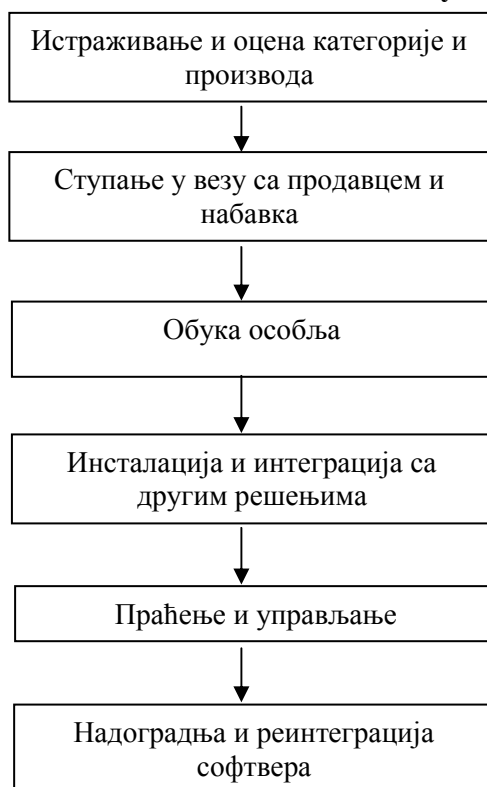 Истраживање и оцена категорије и
производа
Ступање у везу са продавцем и
набавка
Обука особља
Инсталација и интеграција са
другим решењима
Праћење и управљање
Надоградња и реинтеграција
софтвера